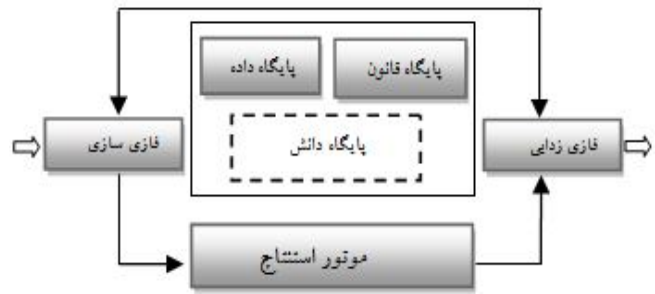 پایگاه قانون
پایگاه داده
پایگاه دانش
فازی زدایی
فازی سازی
موتور استنتاج